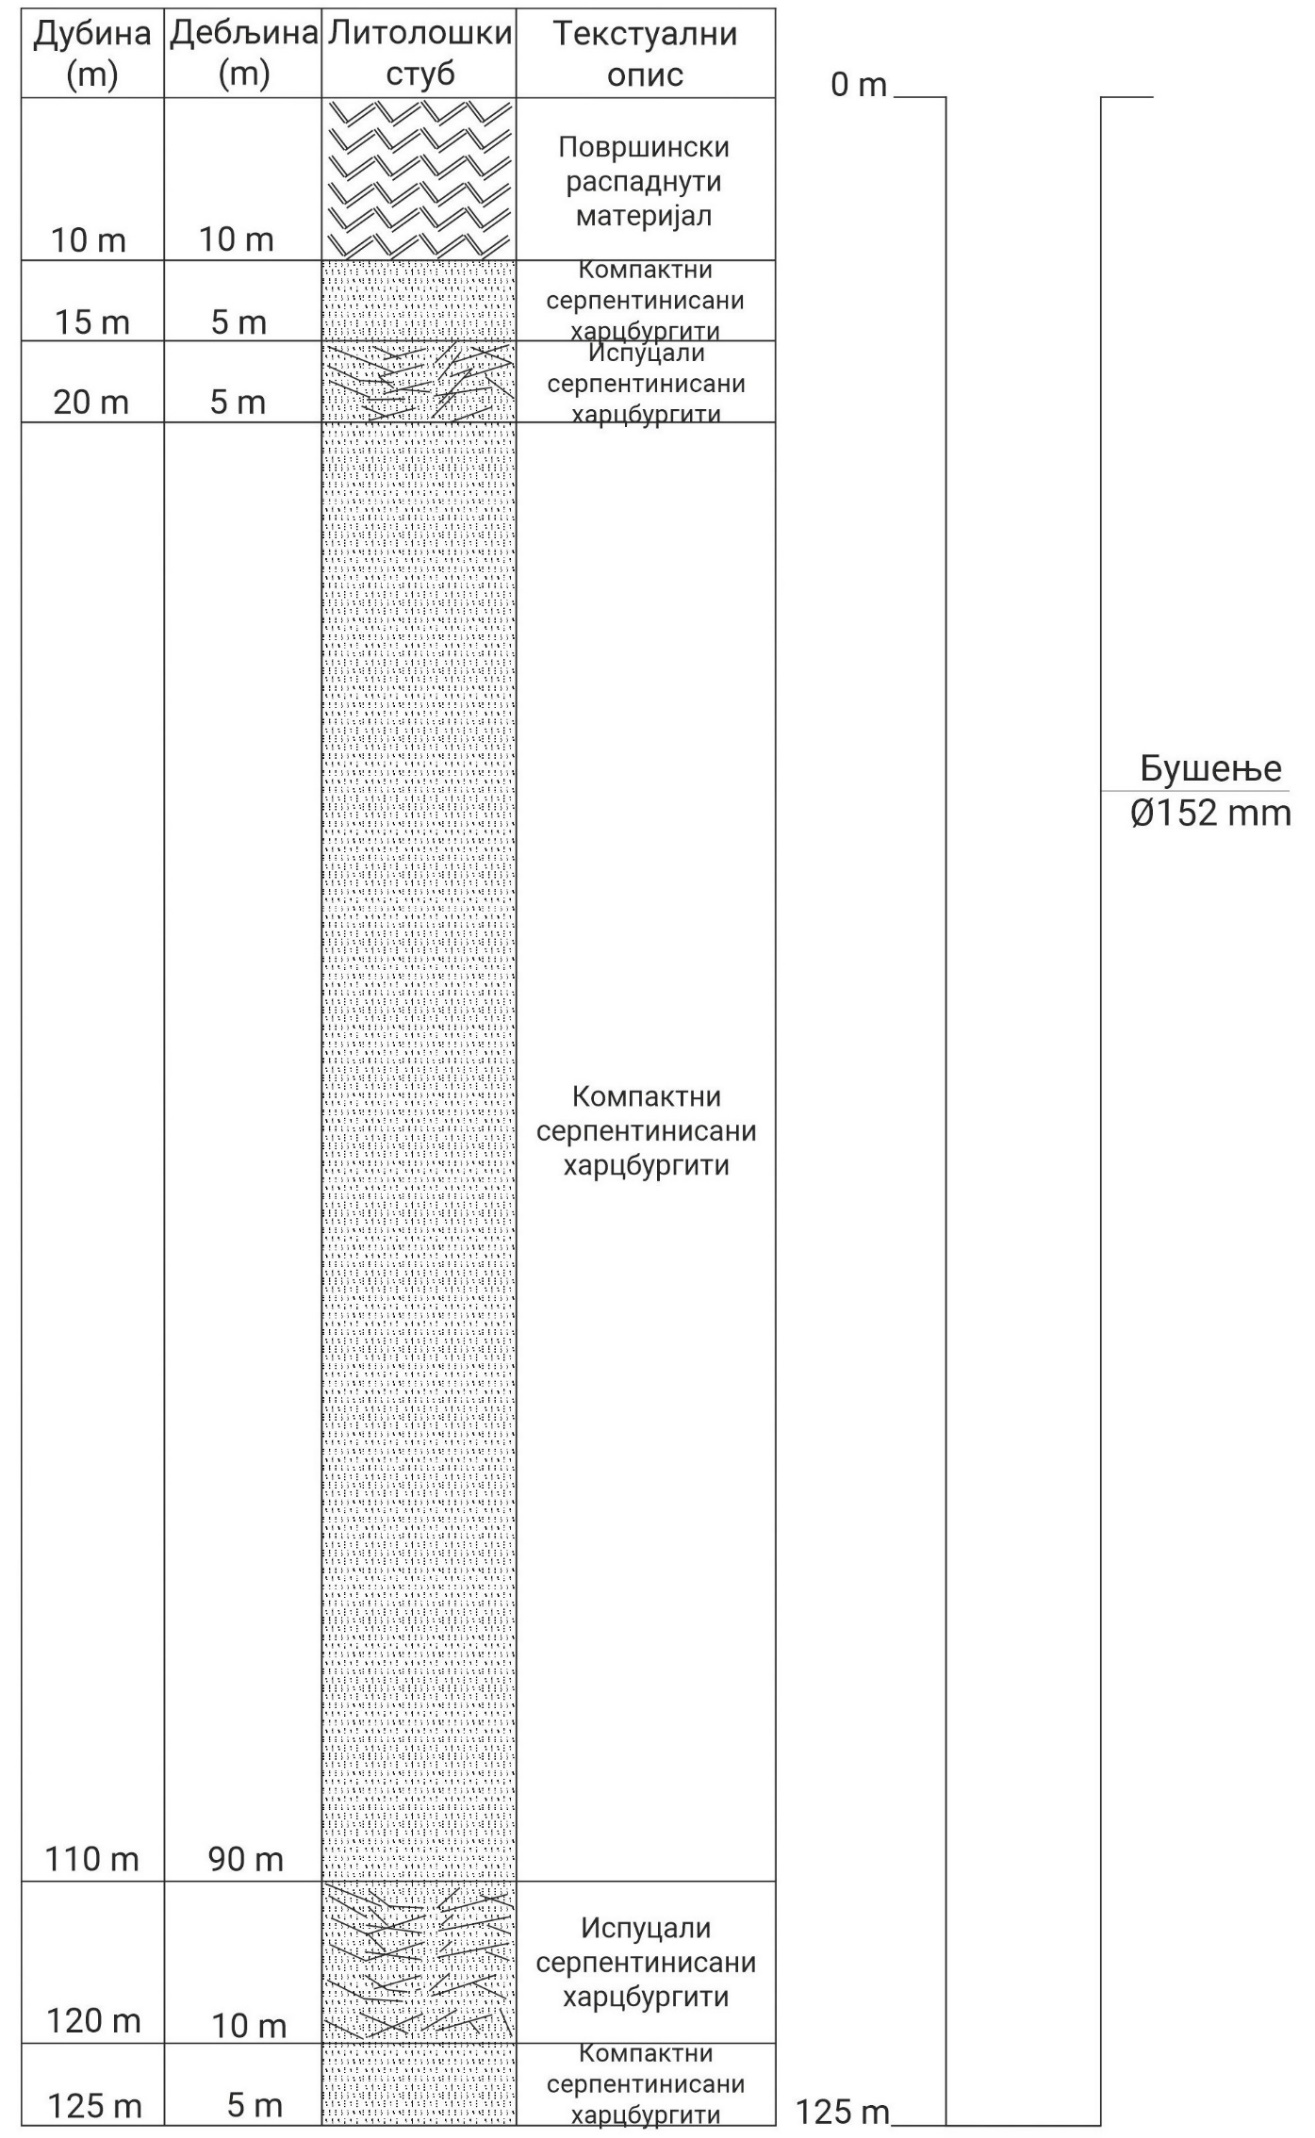 Дубина
(m)
Дебљина
(m)
Литолошки
стуб
Текстуални
опис
0 m
10 m
10 m
Површински
распаднути
материјал
15 m
5 m
Компактни
серпентинисани
харцбургити
20 m
5 m
Испуцали
серпентинисани
харцбургити
Бушење
Ø152 mm
110 m
90 m
Компактни
серпентинисани
харцбургити
120 m
10 m
Испуцали
серпентинисани
харцбургити
125 m
5 m
Компактни
серпентинисани
харцбургити
125 m